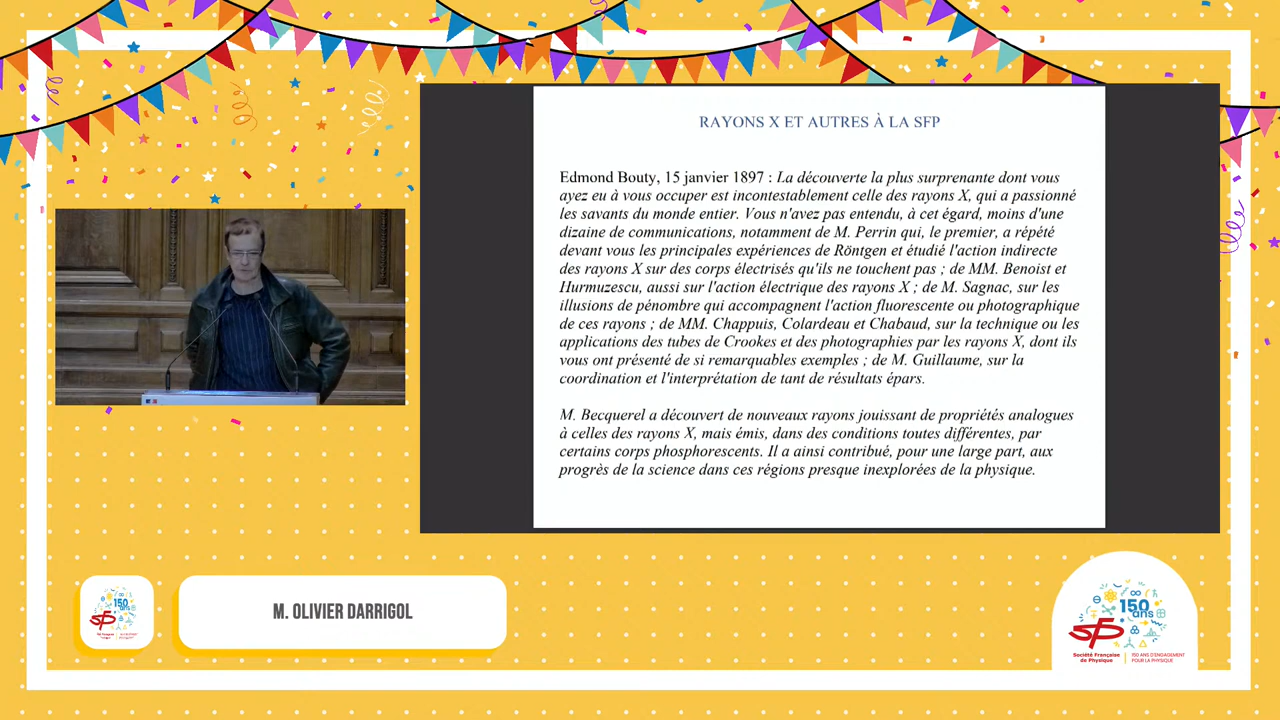 RAYONS X ET AUTRES À LA SFP
Edmond Bouty, 15 janvier 1897 : La découverte la plus surprenante dont vous
ayez eu à vous occuper est incontestablement celle des rayons X, qui a passionné
les savants du monde entier. Vous n'avez pas entendu, à cet égard, moins d'une
dizaine de communications, notamment de M. Perrin qui, le premier, a répété
devant vous les principales expériences de Röntgen et étudié l'action indirecte
des rayons X sur des corps électrisés qu'ils ne touchent pas ; de MM. Benoist et
Hurmuzescu, aussi sur l'action électrique des rayons X ; de M. Sagnac, sur les
illusions de pénombre qui accompagnent l'action fluorescente ou photographique
de ces rayons ; de MM. Chappuis, Colardeau et Chabaud, sur la technique ou les
applications des tubes de Crookes et des photographies par les rayons X, dont ils
vous ont présenté de si remarquables exemples ; de M. Guillaume, sur la
coordination et l'interprétation de tant de résultats épars.
M. Becquerel a découvert de nouveaux rayons jouissant de propriétés analogues
à celles des rayons X, mais émis, dans des conditions toutes différentes, par
certains corps phosphorescents. Il a ainsi contribué, pour une large part, aux
progrès de la science dans ces régions presque inexplorées de la physique.
150
ans
sfp
M. OLIVIER DARRIGOL
150
ans
sfp
Société Française
de Physique
150 ANS D'ENGAGEMENT
POUR LA PHYSIQUE